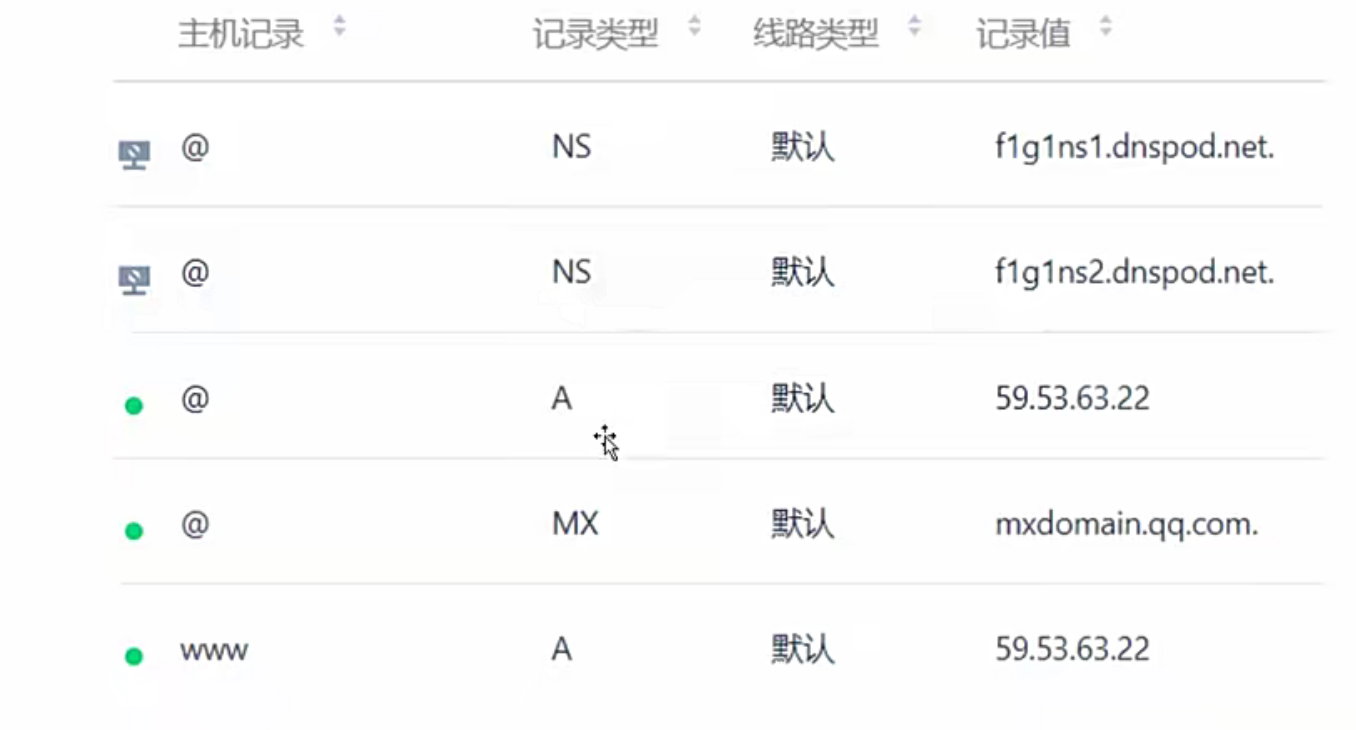 主机记录 记录类型 线路类型 记录值
@ NS 默认 f1g1ns1.dnspod.net.
@ NS 默认 f1g1ns2.dnspod.net.
@ A 默认 59.53.63.22
@ MX 默认 mxdomain.qq.com.
www A 默认 59.53.63.22